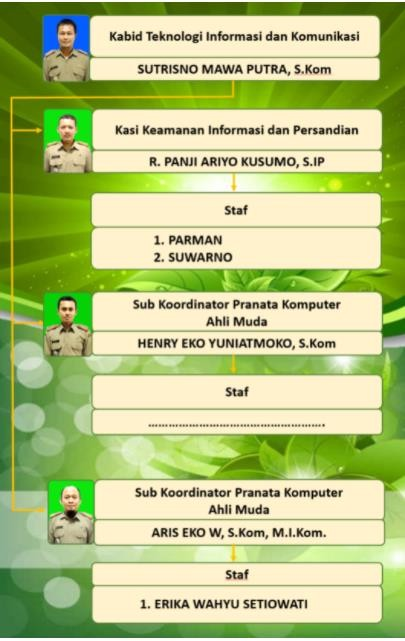 Kabid Teknologi Informasi dan Komunikasi
SUTRISNO MAWA PUTRA, S.Kom
Kasi Keamanan Informasi dan Persandian
R. PANJI ARIYO KUSUMO, S.IP
Staf
1. PARMAN
2. SUWARNO
Sub Koordinator Pranata Komputer
Ahli Muda
HENRY EKO YUNIATMOKO, S.Kom
Staf
......................................................
Sub Koordinator Pranata Komputer
Ahli Muda
ARIS EKO W, S.Kom, M.I.Kom.
Staf
1. ERIKA WAHYU SETIOWATI